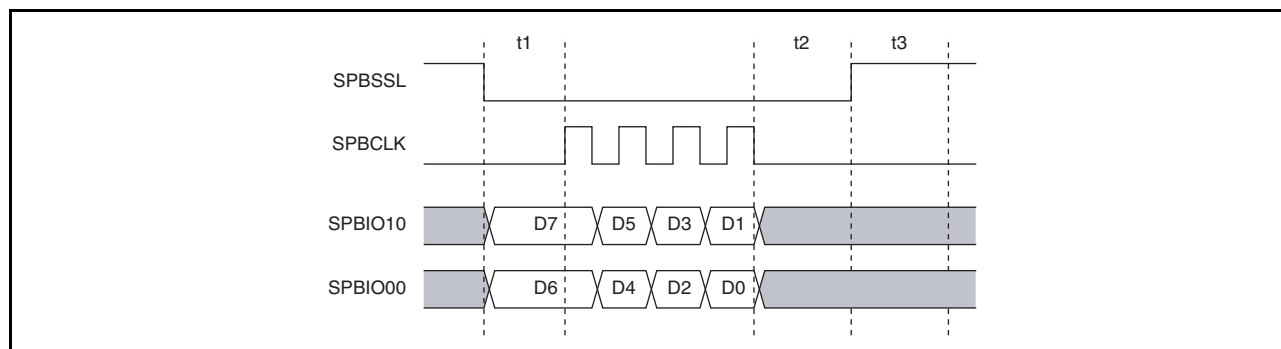 t1 t2 t3
SPBSSL
SPBCLK
SPBIO10 D7 D5 D3 D1
SPBIO00 D6 D4 D2 D0